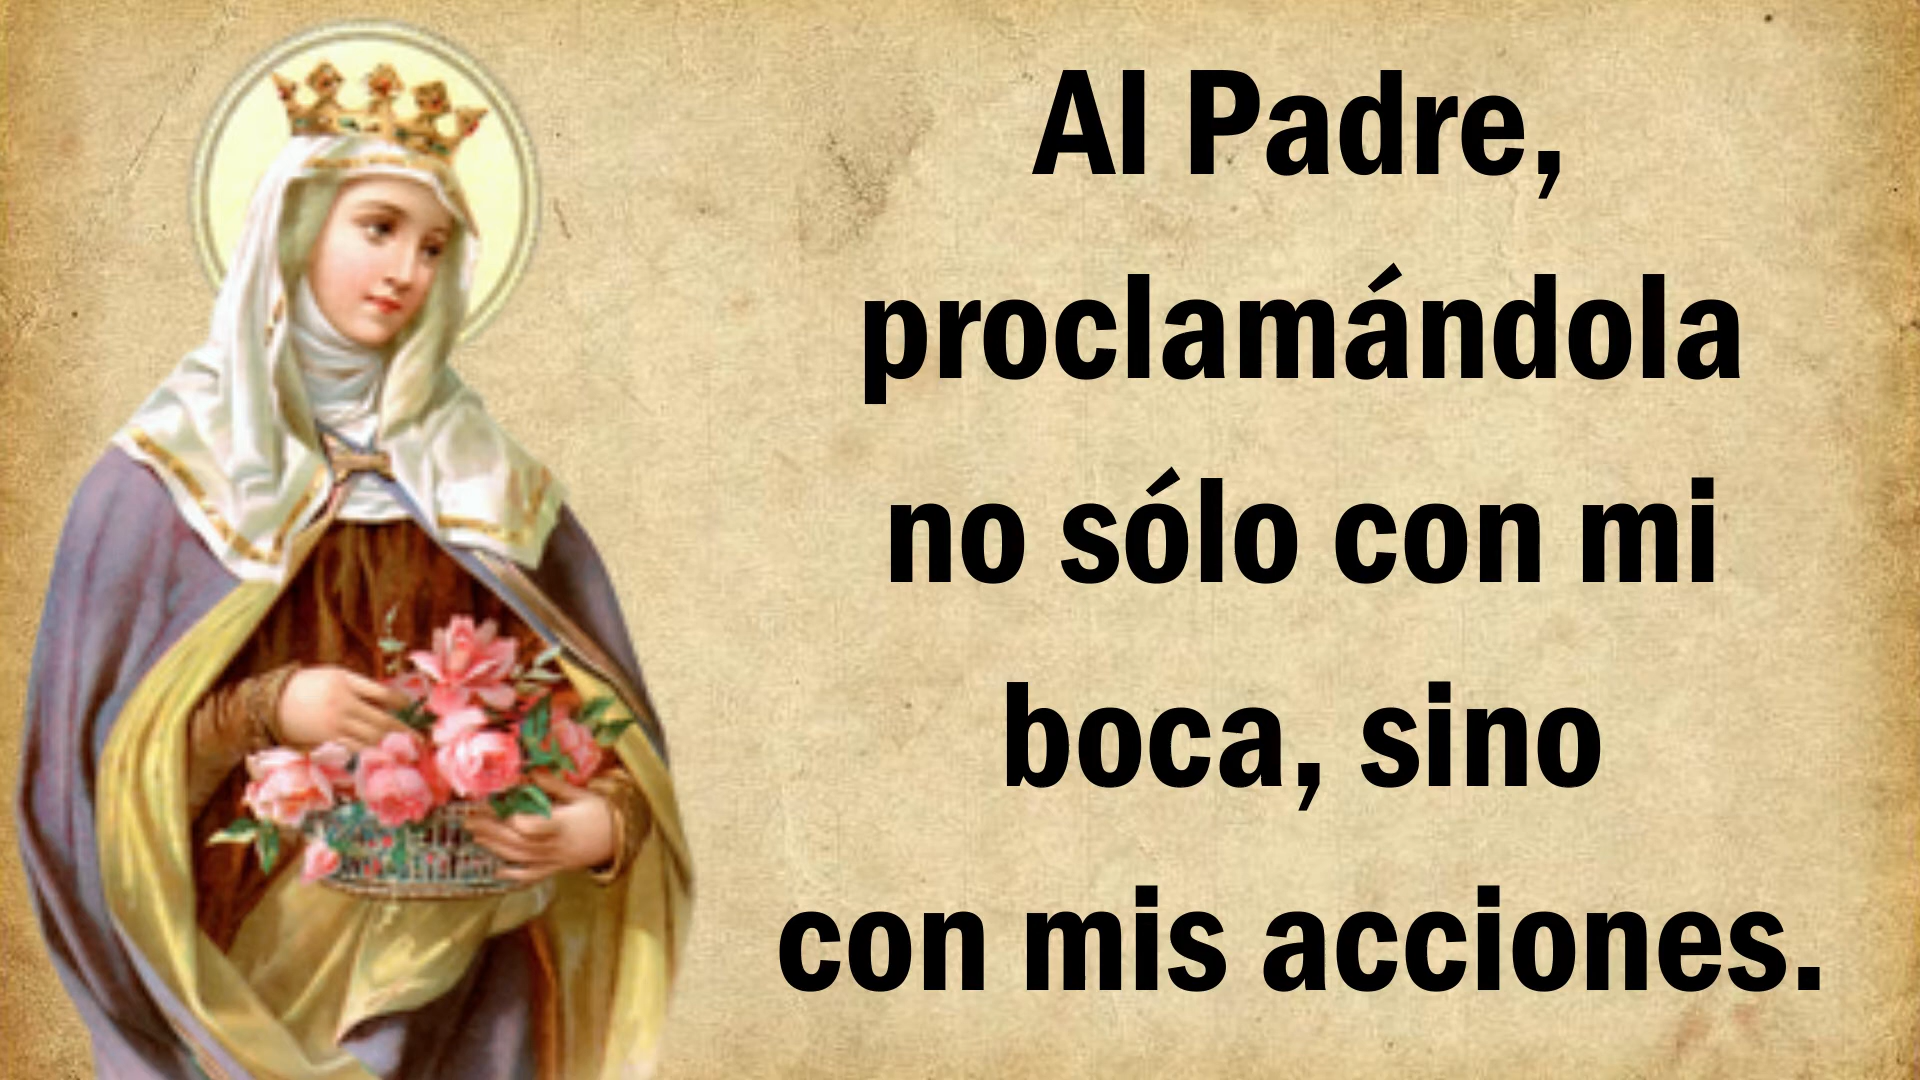 Al Padre,
proclamándola
no sólo con mi
boca, sino
con mis acciones.